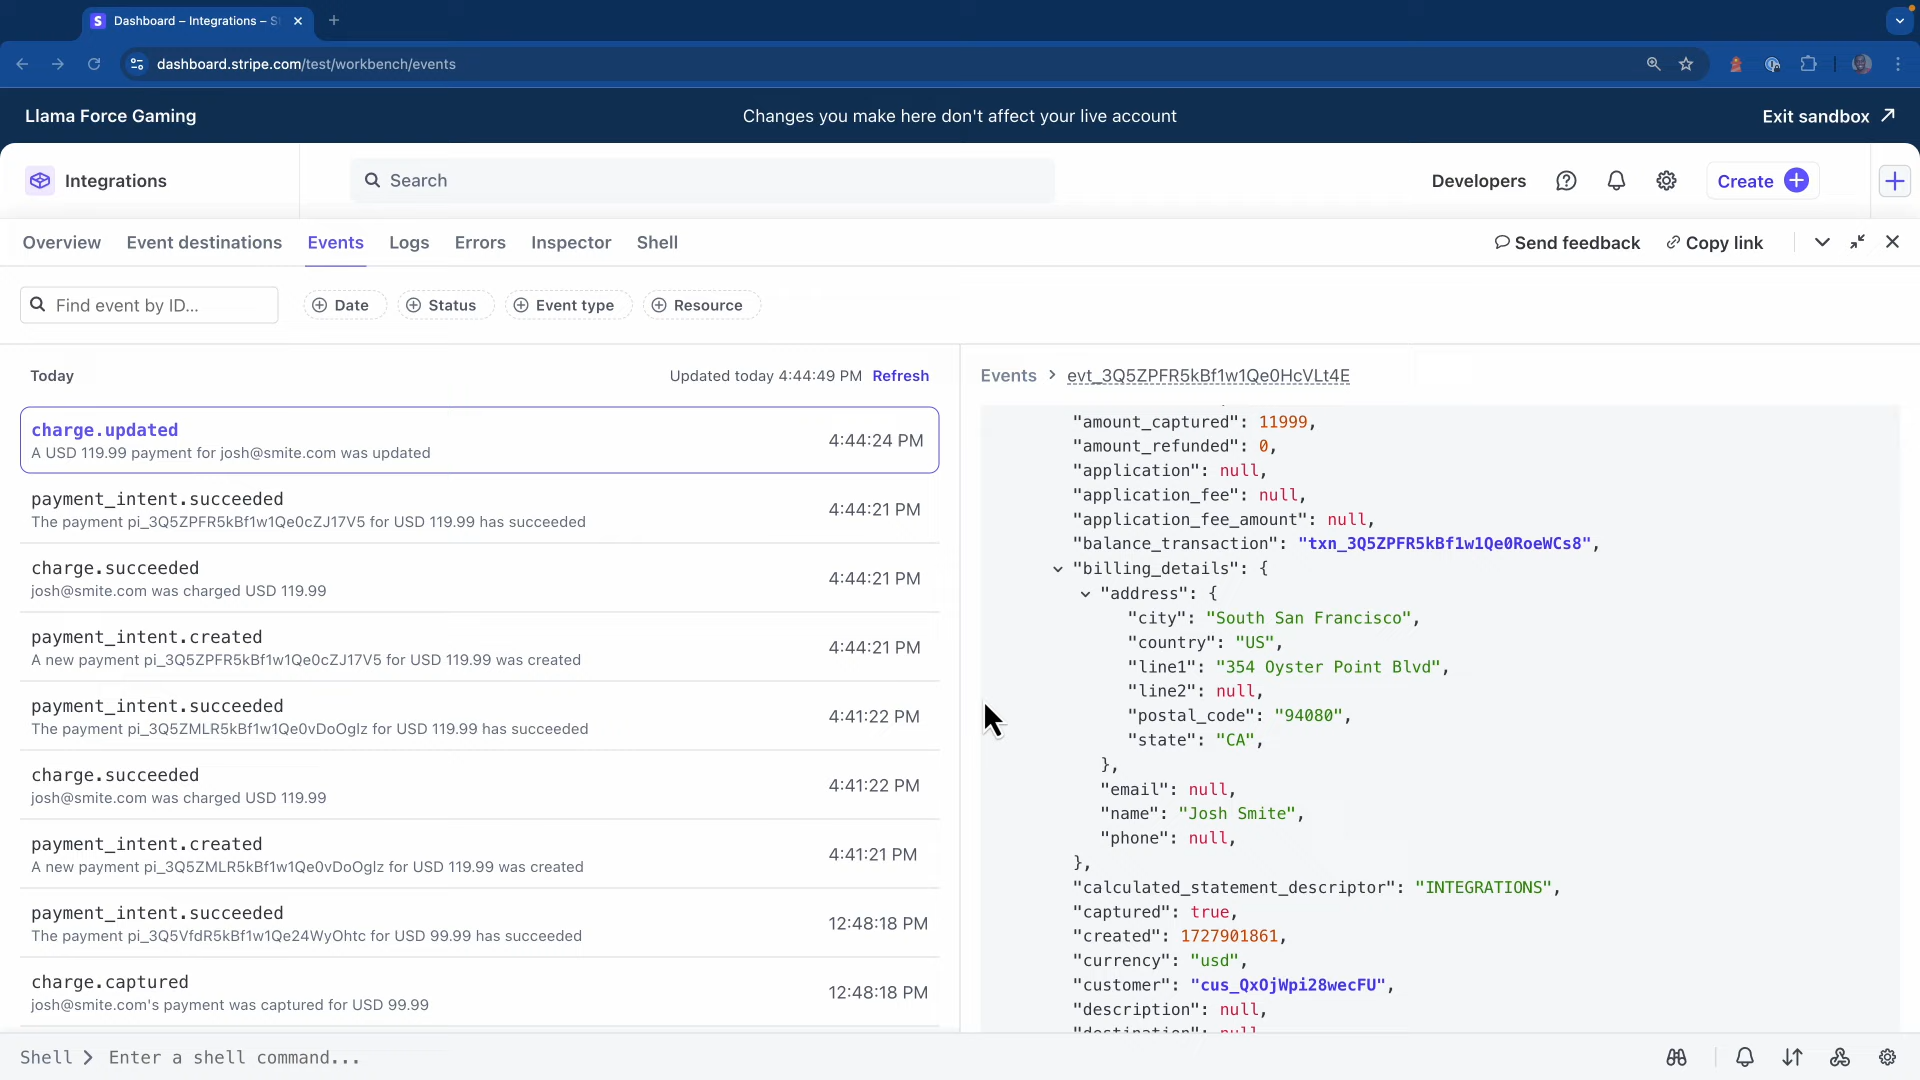 Dashboard – Integrations – S
dashboard.stripe.com/test/workbench/events
Llama Force Gaming
Changes you make here don't affect your live account
Exit sandbox
Integrations
Search
Developers
Create
Overview
Event destinations
Events
Logs
Errors
Inspector
Shell
Send feedback
Copy link
Find event by ID...
Date
Status
Event type
Resource
Today
Updated today 4:44:49 PM
Refresh
charge.updated
A USD 119.99 payment for josh@smite.com was updated
4:44:24 PM
payment_intent.succeeded
The payment pi_3Q5ZPFR5kBf1w1Qe0cZJ17V5 for USD 119.99 has succeeded
4:44:21 PM
charge.succeeded
josh@smite.com was charged USD 119.99
4:44:21 PM
payment_intent.created
A new payment pi_3Q5ZPFR5kBf1w1Qe0cZJ17V5 for USD 119.99 was created
4:44:21 PM
payment_intent.succeeded
The payment pi_3Q5ZMLR5kBf1w1Qe0vDoOglz for USD 119.99 has succeeded
4:41:22 PM
charge.succeeded
josh@smite.com was charged USD 119.99
4:41:22 PM
payment_intent.created
A new payment pi_3Q5ZMLR5kBf1w1Qe0vDoOglz for USD 119.99 was created
4:41:21 PM
payment_intent.succeeded
The payment pi_3Q5VfdR5kBf1w1Qe24WyOhtc for USD 99.99 has succeeded
12:48:18 PM
charge.captured
josh@smite.com's payment was captured for USD 99.99
12:48:18 PM
Events > evt_3Q5ZPFR5kBf1w1Qe0HcVLt4E
"amount_captured": 11999,
"amount_refunded": 0,
"application": null,
"application_fee": null,
"application_fee_amount": null,
"balance_transaction": "txn_3Q5ZPFR5kBf1w1Qe0RoeWCs8",
"billing_details": {
"address": {
"city": "South San Francisco",
"country": "US",
"line1": "354 Oyster Point Blvd",
"line2": null,
"postal_code": "94080",
"state": "CA",
},
"email": null,
"name": "Josh Smite",
"phone": null,
},
"calculated_statement_descriptor": "INTEGRATIONS",
"captured": true,
"created": 1727901861,
"currency": "usd",
"customer": "cus_QxOjWpi28wecFU",
"description": null,
"destination": null
Shell > Enter a shell command...